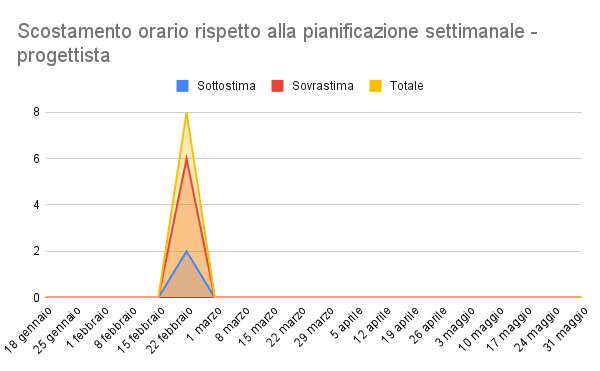 Scostamento orario rispetto alla pianificazione settimanale -
progettista
Sottostima Sovrastima Totale
8
6
4
2
0
18 gennaio
25 gennaio
1 febbraio
8 febbraio
15 febbraio
22 febbraio
1 marzo
8 marzo
15 marzo
22 marzo
29 marzo
5 aprile
12 aprile
19 aprile
26 aprile
3 maggio
10 maggio
17 maggio
24 maggio
31 maggio